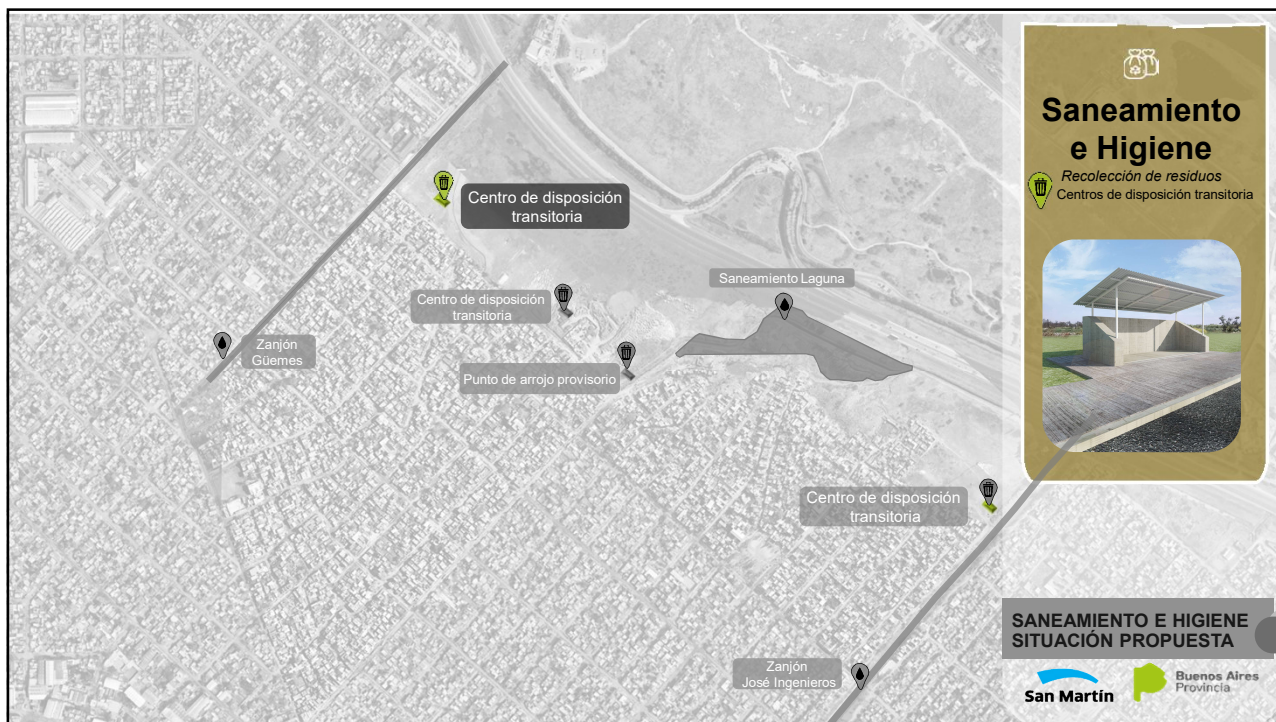 Saneamiento
e Higiene
Recolección de residuos
Centros de disposición transitoria
Centro de disposición
transitoria
Centro de disposición
transitoria
Saneamiento Laguna
Zanjón
Güemes
Punto de arrojo provisorio
Centro de disposición
transitoria
Zanjón
José Ingenieros
SANEAMIENTO E HIGIENE
SITUACIÓN PROPUESTA
San Martín
Buenos Aires
Provincia